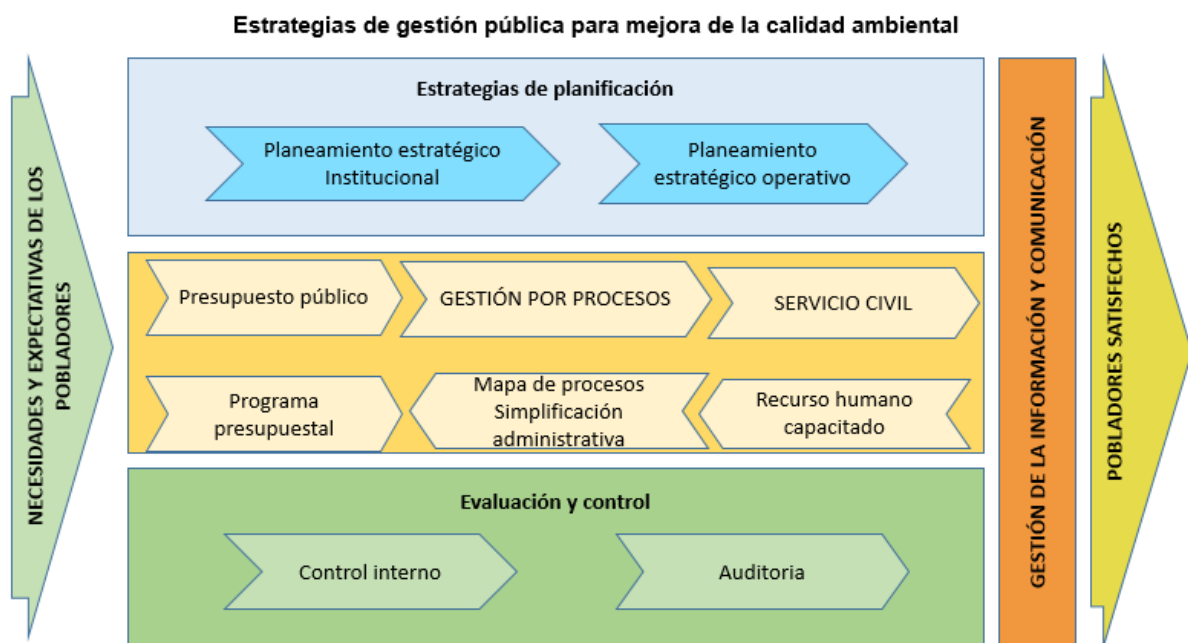 Estrategias de gestión pública para mejora de la calidad ambiental
NECESIDADES Y EXPECTATIVAS DE LOS
POBLADORES
Estrategias de planificación
Planeamiento estratégico
Institucional
Planeamiento
estratégico operativo
Presupuesto público
GESTIÓN POR PROCESOS
SERVICIO CIVIL
Programa
presupuestal
Mapa de procesos
Simplificación
administrativa
Recurso humano
capacitado
Evaluación y control
Control interno
Auditoria
GESTIÓN DE LA INFORMACIÓN Y COMUNICACIÓN
POBLADORES SATISFECHOS